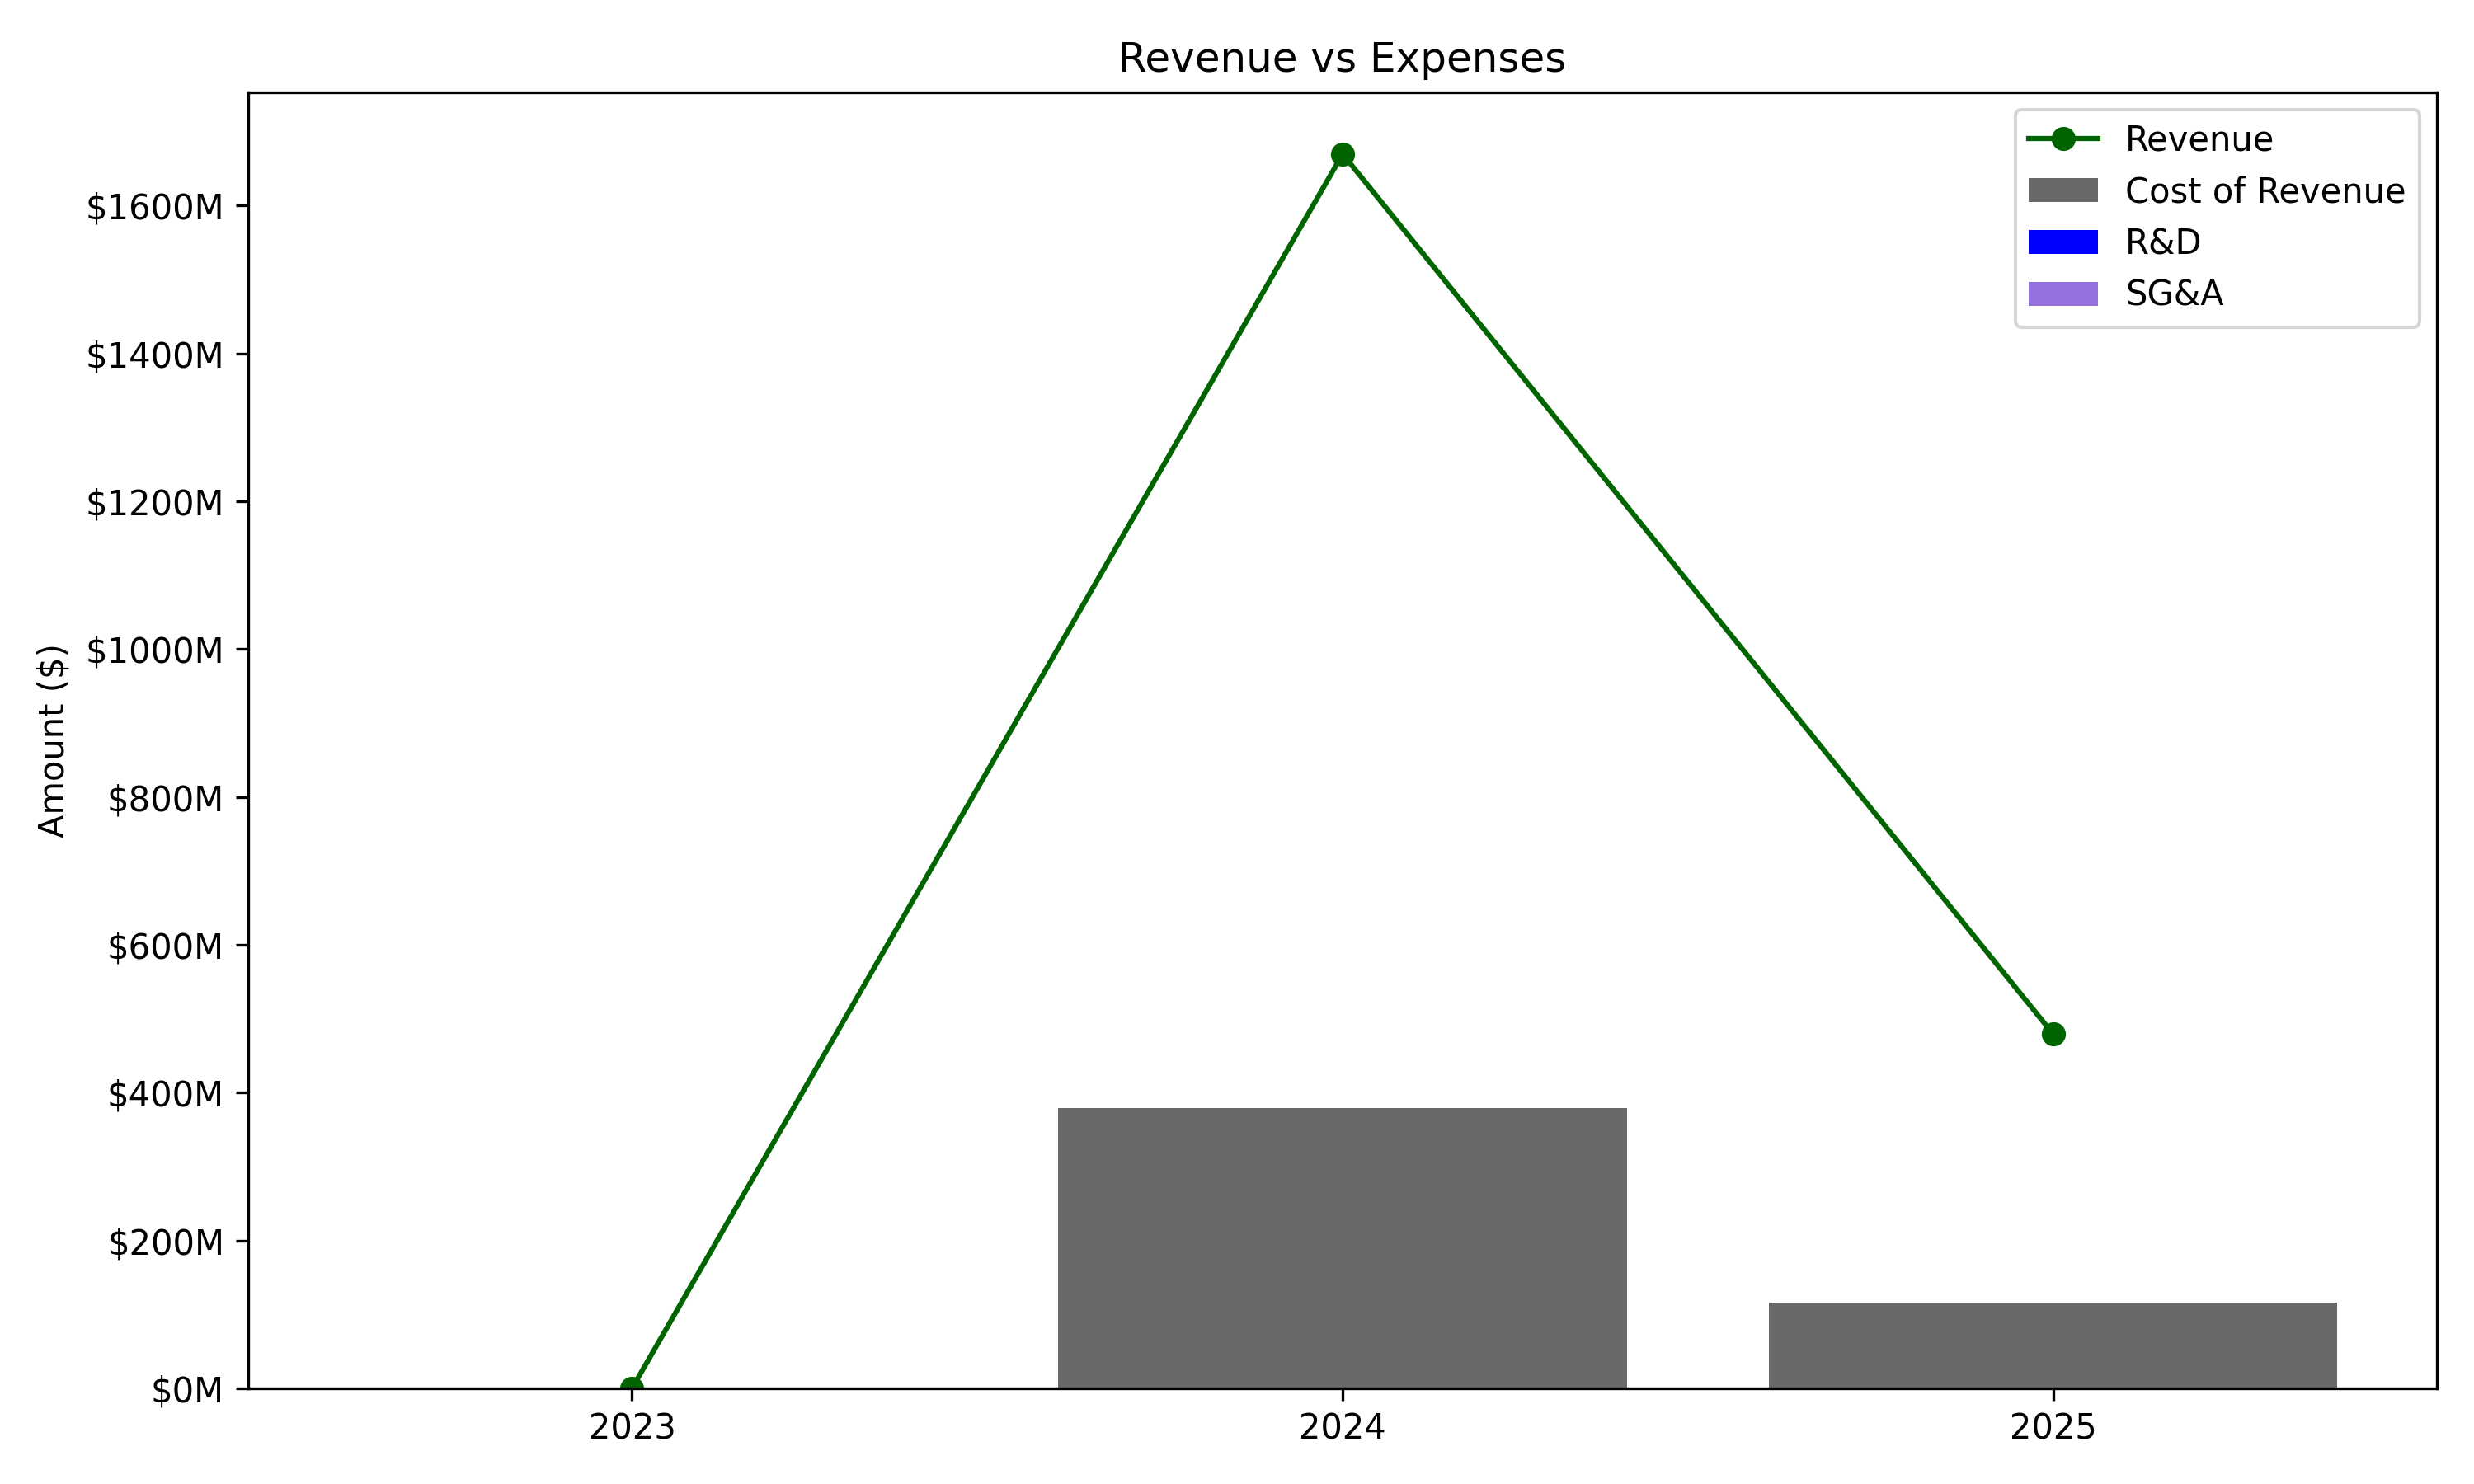 Revenue vs Expenses
Revenue
Cost of Revenue
R&D
SG&A
Amount ($)
$1600M
$1400M
$1200M
$1000M
$800M
$600M
$400M
$200M
$0M
2023
2024
2025